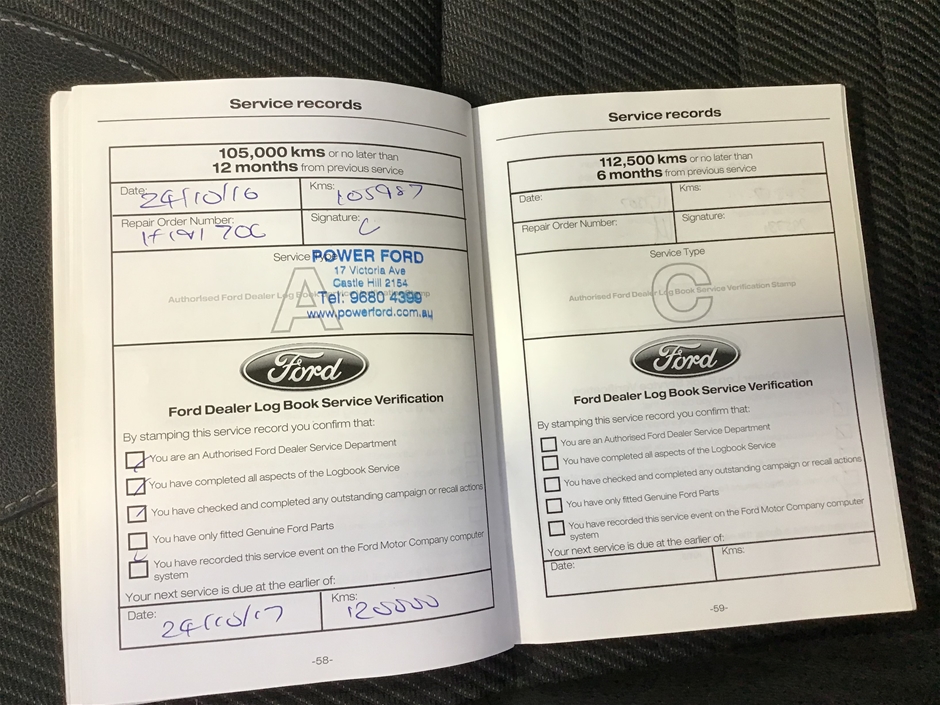 Service records
105,000 kms or no later than
12 months from previous service
Date: 24/10/16
Kms: 105987
Repair Order Number:
Signature:
Service Type
POWER FORD
17 Victoria Ave
Castle Hill 2154
Tel: 9680 4399
www.powerford.com.au
A
Authorised Ford Dealer Log Book Service Verification Stamp
Ford
Ford Dealer Log Book Service Verification
By stamping this service record you confirm that:
You are an Authorised Ford Dealer Service Department
You have completed all aspects of the Logbook Service
You have checked and completed any outstanding campaign or recall actions
You have only fitted Genuine Ford Parts
You have recorded this service event on the Ford Motor Company computer
system
Your next service is due at the earlier of:
Date: 24/10/17
Kms: 120000
-58-
Service records
112,500 kms or no later than
6 months from previous service
Date:
Kms:
Repair Order Number:
Signature:
Service Type
C
Authorised Ford Dealer Log Book Service Verification Stamp
Ford
Ford Dealer Log Book Service Verification
By stamping this service record you confirm that:
You are an Authorised Ford Dealer Service Department
You have completed all aspects of the Logbook Service
You have checked and completed any outstanding campaign or recall actions
You have only fitted Genuine Ford Parts
You have recorded this service event on the Ford Motor Company computer
system
Your next service is due at the earlier of:
Date:
Kms:
-59-